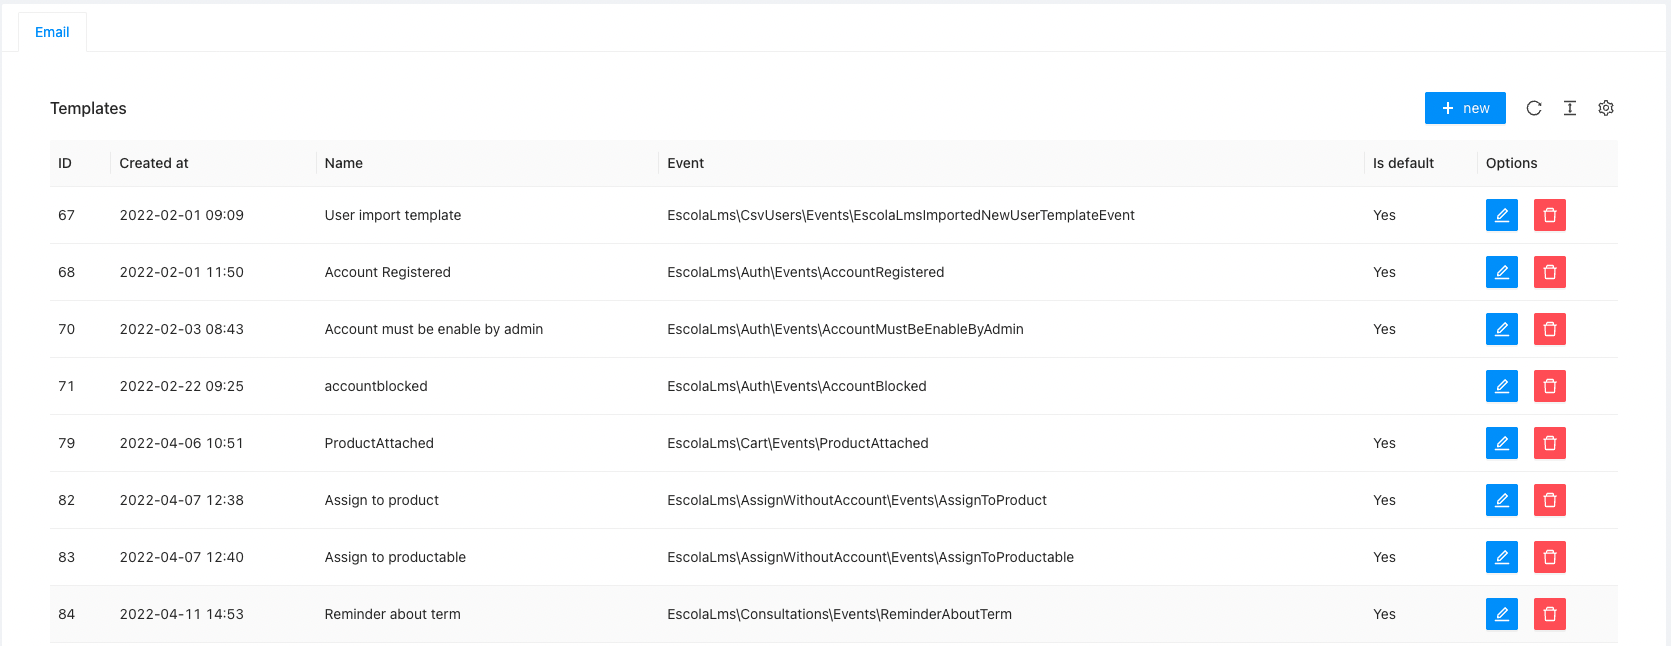 Email
Templates
+ new
ID Created at Name Event Is default Options
67 2022-02-01 09:09 User import template EscolaLms\CsvUsers\Events\EscolaLmsImportedNewUserTemplateEvent Yes
68 2022-02-01 11:50 Account Registered EscolaLms\Auth\Events\AccountRegistered Yes
70 2022-02-03 08:43 Account must be enable by admin EscolaLms\Auth\Events\AccountMustBeEnableByAdmin Yes
71 2022-02-22 09:25 accountblocked EscolaLms\Auth\Events\AccountBlocked
79 2022-04-06 10:51 ProductAttached EscolaLms\Cart\Events\ProductAttached Yes
82 2022-04-07 12:38 Assign to product EscolaLms\AssignWithoutAccount\Events\AssignToProduct Yes
83 2022-04-07 12:40 Assign to productable EscolaLms\AssignWithoutAccount\Events\AssignToProductable Yes
84 2022-04-11 14:53 Reminder about term EscolaLms\Consultations\Events\ReminderAboutTerm Yes